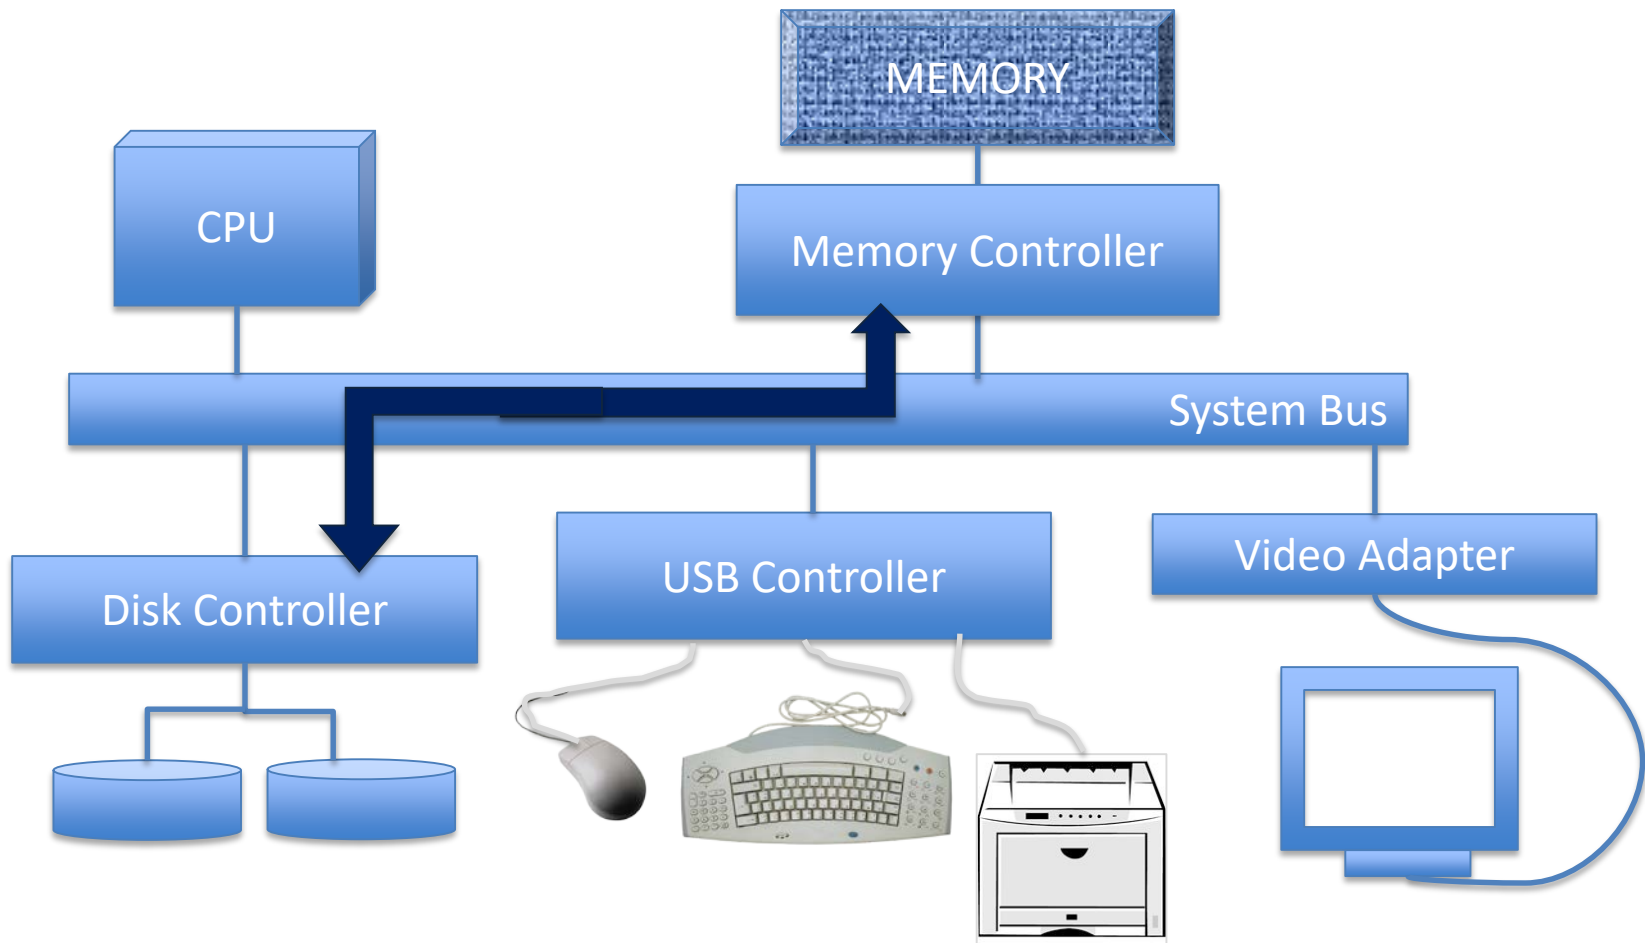 MEMORY
CPU
Memory Controller
System Bus
USB Controller
Video Adapter
Disk Controller